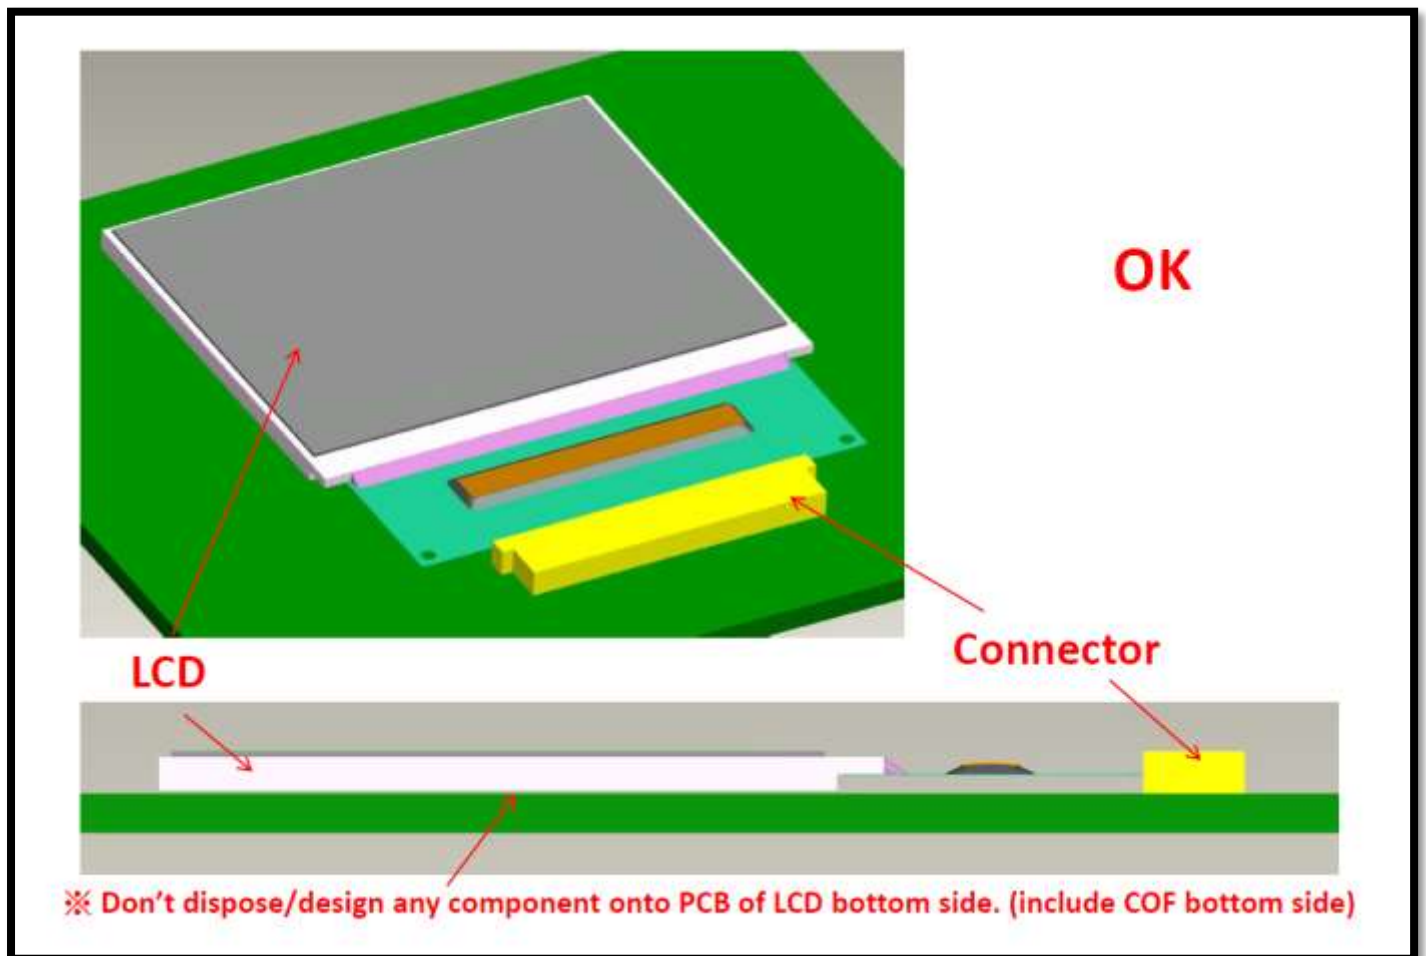 OK
Connector
LCD
※ Don't dispose/design any component onto PCB of LCD bottom side. (include COF bottom side)